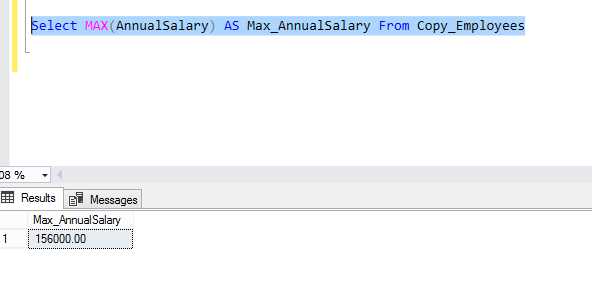 Select MAX(AnnualSalary) AS Max_AnnualSalary From Copy_Employees
08 %
Results Messages
Max_AnnualSalary
1 156000.00